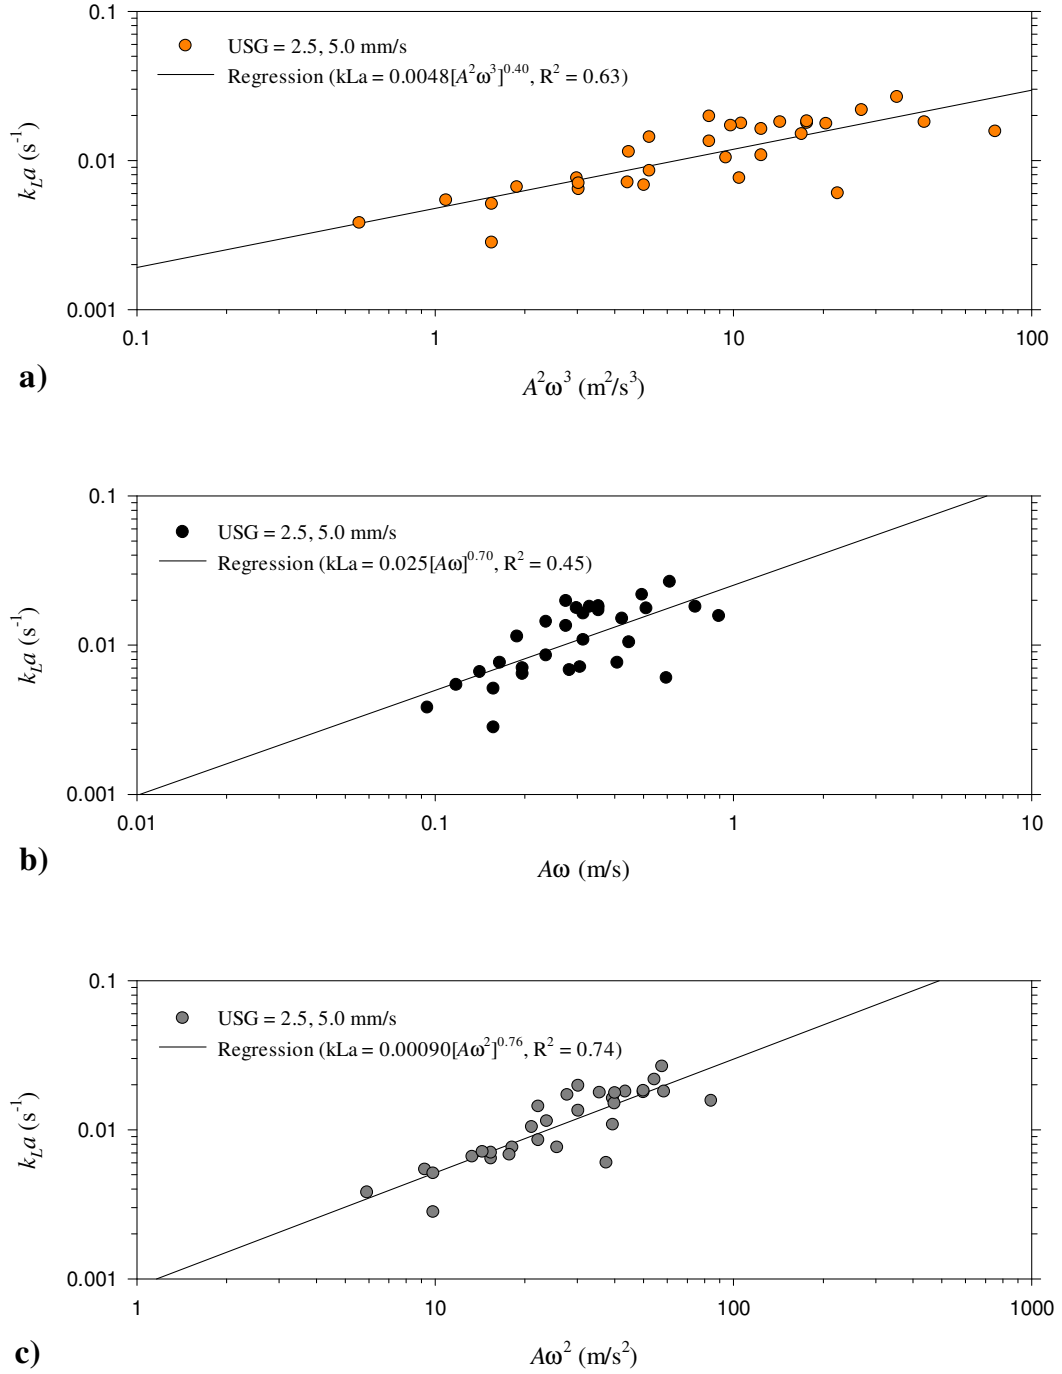 0.1
USG = 2.5, 5.0 mm/s
Regression (kLa = 0.0048[A²ω³]^0.40, R² = 0.63)
0.01
k_L a (s⁻¹)
0.001
0.1 1 10 100
a)
A²ω³ (m²/s³)
0.1
USG = 2.5, 5.0 mm/s
Regression (kLa = 0.025[Aω]^0.70, R² = 0.45)
0.01
k_L a (s⁻¹)
0.001
0.01 0.1 1 10
b)
Aω (m/s)
0.1
USG = 2.5, 5.0 mm/s
Regression (kLa = 0.00090[Aω²]^0.76, R² = 0.74)
0.01
k_L a (s⁻¹)
0.001
1 10 100 1000
c)
Aω² (m/s²)